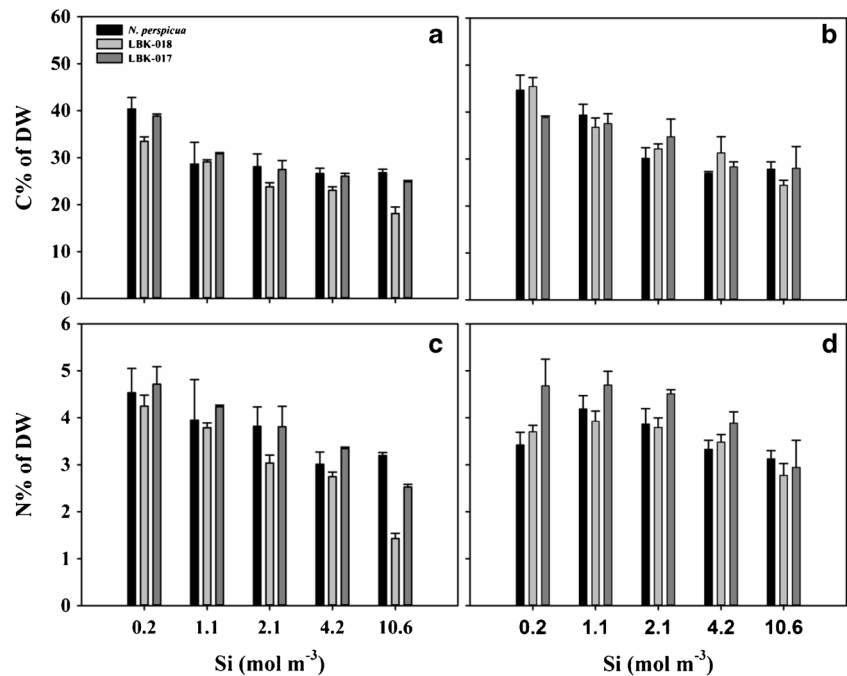 a
b
N. perspicua
LBK-018
LBK-017
C% of DW
60
50
40
30
20
10
0
c
d
N% of DW
6
5
4
3
2
1
0
0.2 1.1 2.1 4.2 10.6
0.2 1.1 2.1 4.2 10.6
Si (mol m⁻³)
Si (mol m⁻³)